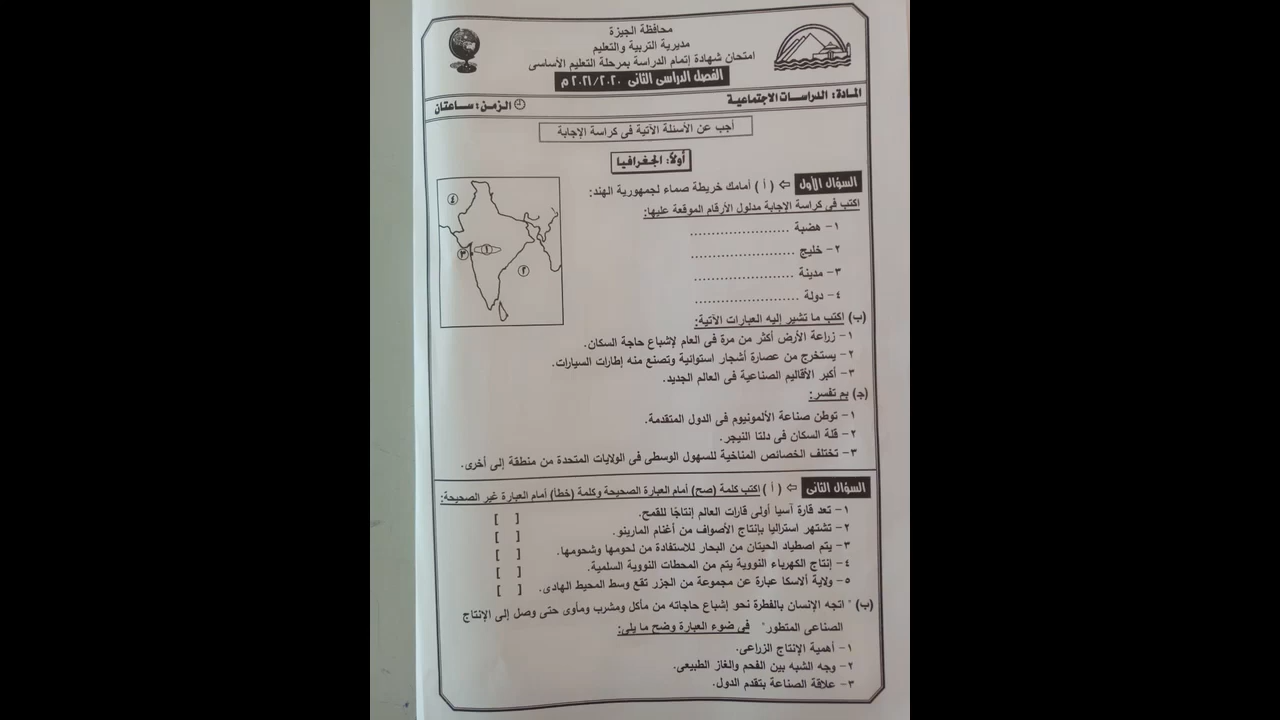 محافظة الجيزة
مديرية التربية والتعليم
امتحان شهادة إتمام الدراسة بمرحلة التعليم الأساسى
الفصل الدراسى الثانى ٢٠٢٠/٢٠٢١ م
المادة: الدراسات الاجتماعية
الزمن: ساعتان
أجب عن الأسئلة الآتية فى كراسة الإجابة
أولاً: الجغرافيا
السؤال الأول ⇦ ( أ ) أمامك خريطة صماء لجمهورية الهند:
اكتب فى كراسة الإجابة مدلول الأرقام الموقعة عليها:
١- هضبة ......................
٢- خليج ......................
٣- مدينة ......................
٤- دولة ......................
٤
٣
١
٢
(ب) اكتب ما تشير إليه العبارات الآتية:
١- زراعة الأرض أكثر من مرة فى العام لإشباع حاجة السكان.
٢- يستخرج من عصارة أشجار استوائية وتصنع منه إطارات السيارات.
٣- أكبر الأقاليم الصناعية فى العالم الجديد.
(ج) بم تفسر:
١- توطن صناعة الألمونيوم فى الدول المتقدمة.
٢- قلة السكان فى دلتا النيجر.
٣- تختلف الخصائص المناخية للسهول الوسطى فى الولايات المتحدة من منطقة إلى أخرى.
السؤال الثانى ⇦ ( أ ) اكتب كلمة (صح) أمام العبارة الصحيحة وكلمة (خطأ) أمام العبارة غير الصحيحة:
١- تعد قارة آسيا أولى قارات العالم إنتاجًا للقمح. [ ]
٢- تشتهر استراليا بإنتاج الأصواف من أغنام المارينو. [ ]
٣- يتم اصطياد الحيتان من البحار للاستفادة من لحومها وشحومها. [ ]
٤- إنتاج الكهرباء النووية يتم من المحطات النووية السلمية. [ ]
٥- ولاية ألاسكا عبارة عن مجموعة من الجزر تقع وسط المحيط الهادى. [ ]
(ب) " اتجه الإنسان بالفطرة نحو إشباع حاجاته من مأكل ومشرب ومأوى حتى وصل إلى الإنتاج
الصناعى المتطور" فى ضوء العبارة وضح ما يلى:
١- أهمية الإنتاج الزراعى.
٢- وجه الشبه بين الفحم والغاز الطبيعى.
٣- علاقة الصناعة بتقدم الدول.